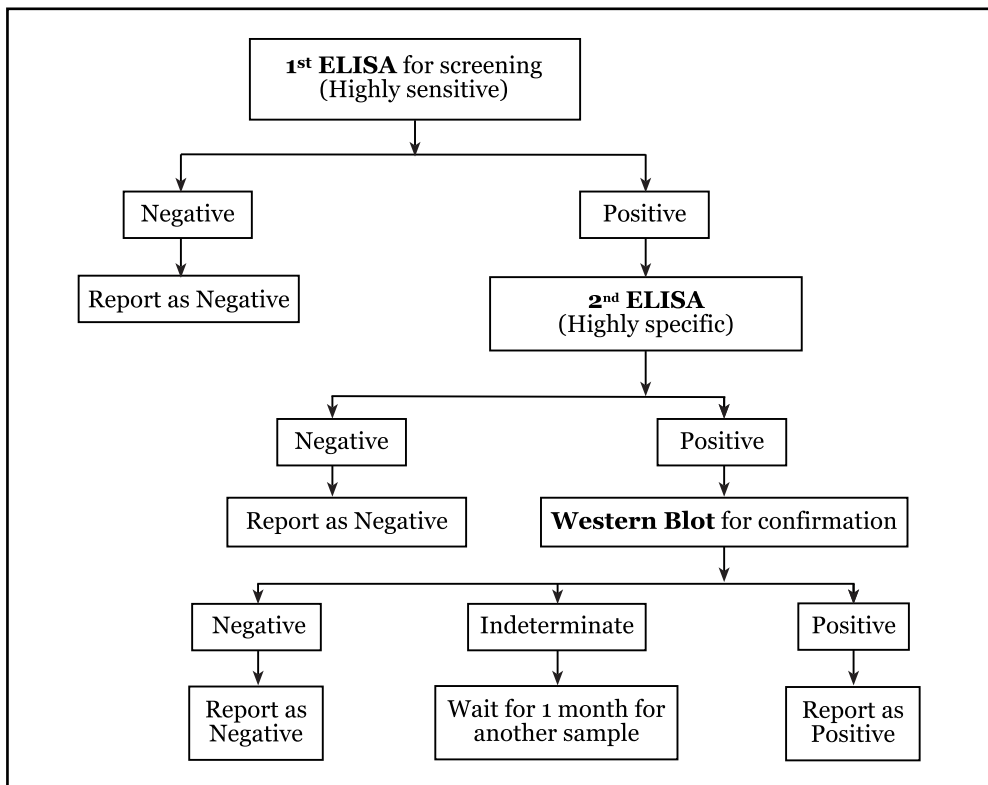 1st ELISA for screening
(Highly sensitive)
Negative
Positive
Report as Negative
2nd ELISA
(Highly specific)
Negative
Positive
Report as Negative
Western Blot for confirmation
Negative
Indeterminate
Positive
Report as
Negative
Wait for 1 month for
another sample
Report as
Positive